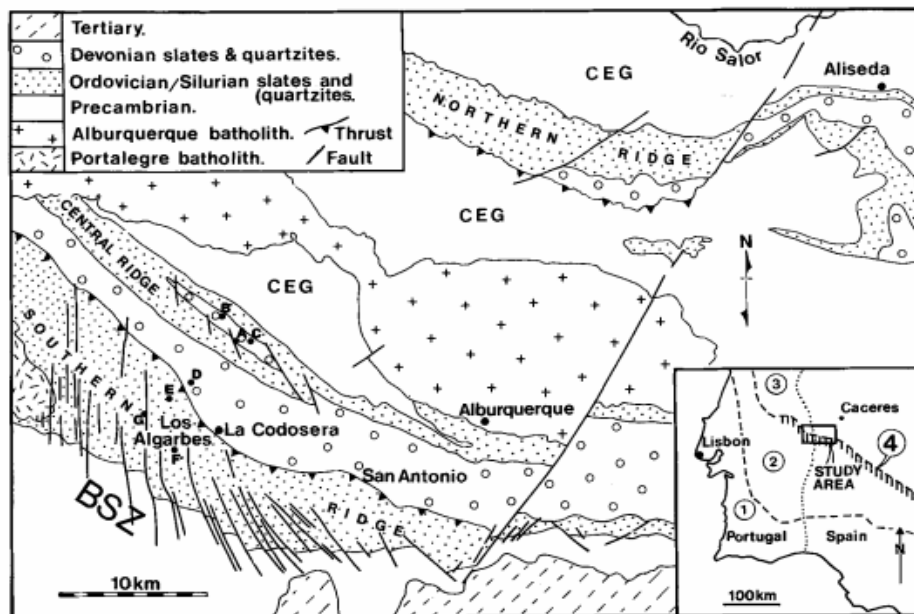 Tertiary.
Devonian slates & quartzites.
Ordovician/Silurian slates and
(quartzites.
Precambrian.
Alburquerque batholith.
Thrust
Portalegre batholith.
Fault
Rio Salor
CEG
Aliseda
NORTHERN RIDGE
CEG
N
CENTRAL RIDGE
CEG
B
A C
SOUTHERN RIDGE
D
E
G
Los
Algarbes
F
La Codosera
Alburquerque
San Antonio
BSZ
10km
3
Caceres
Lisbon
4
2
STUDY
AREA
1
Portugal
Spain
N
100km